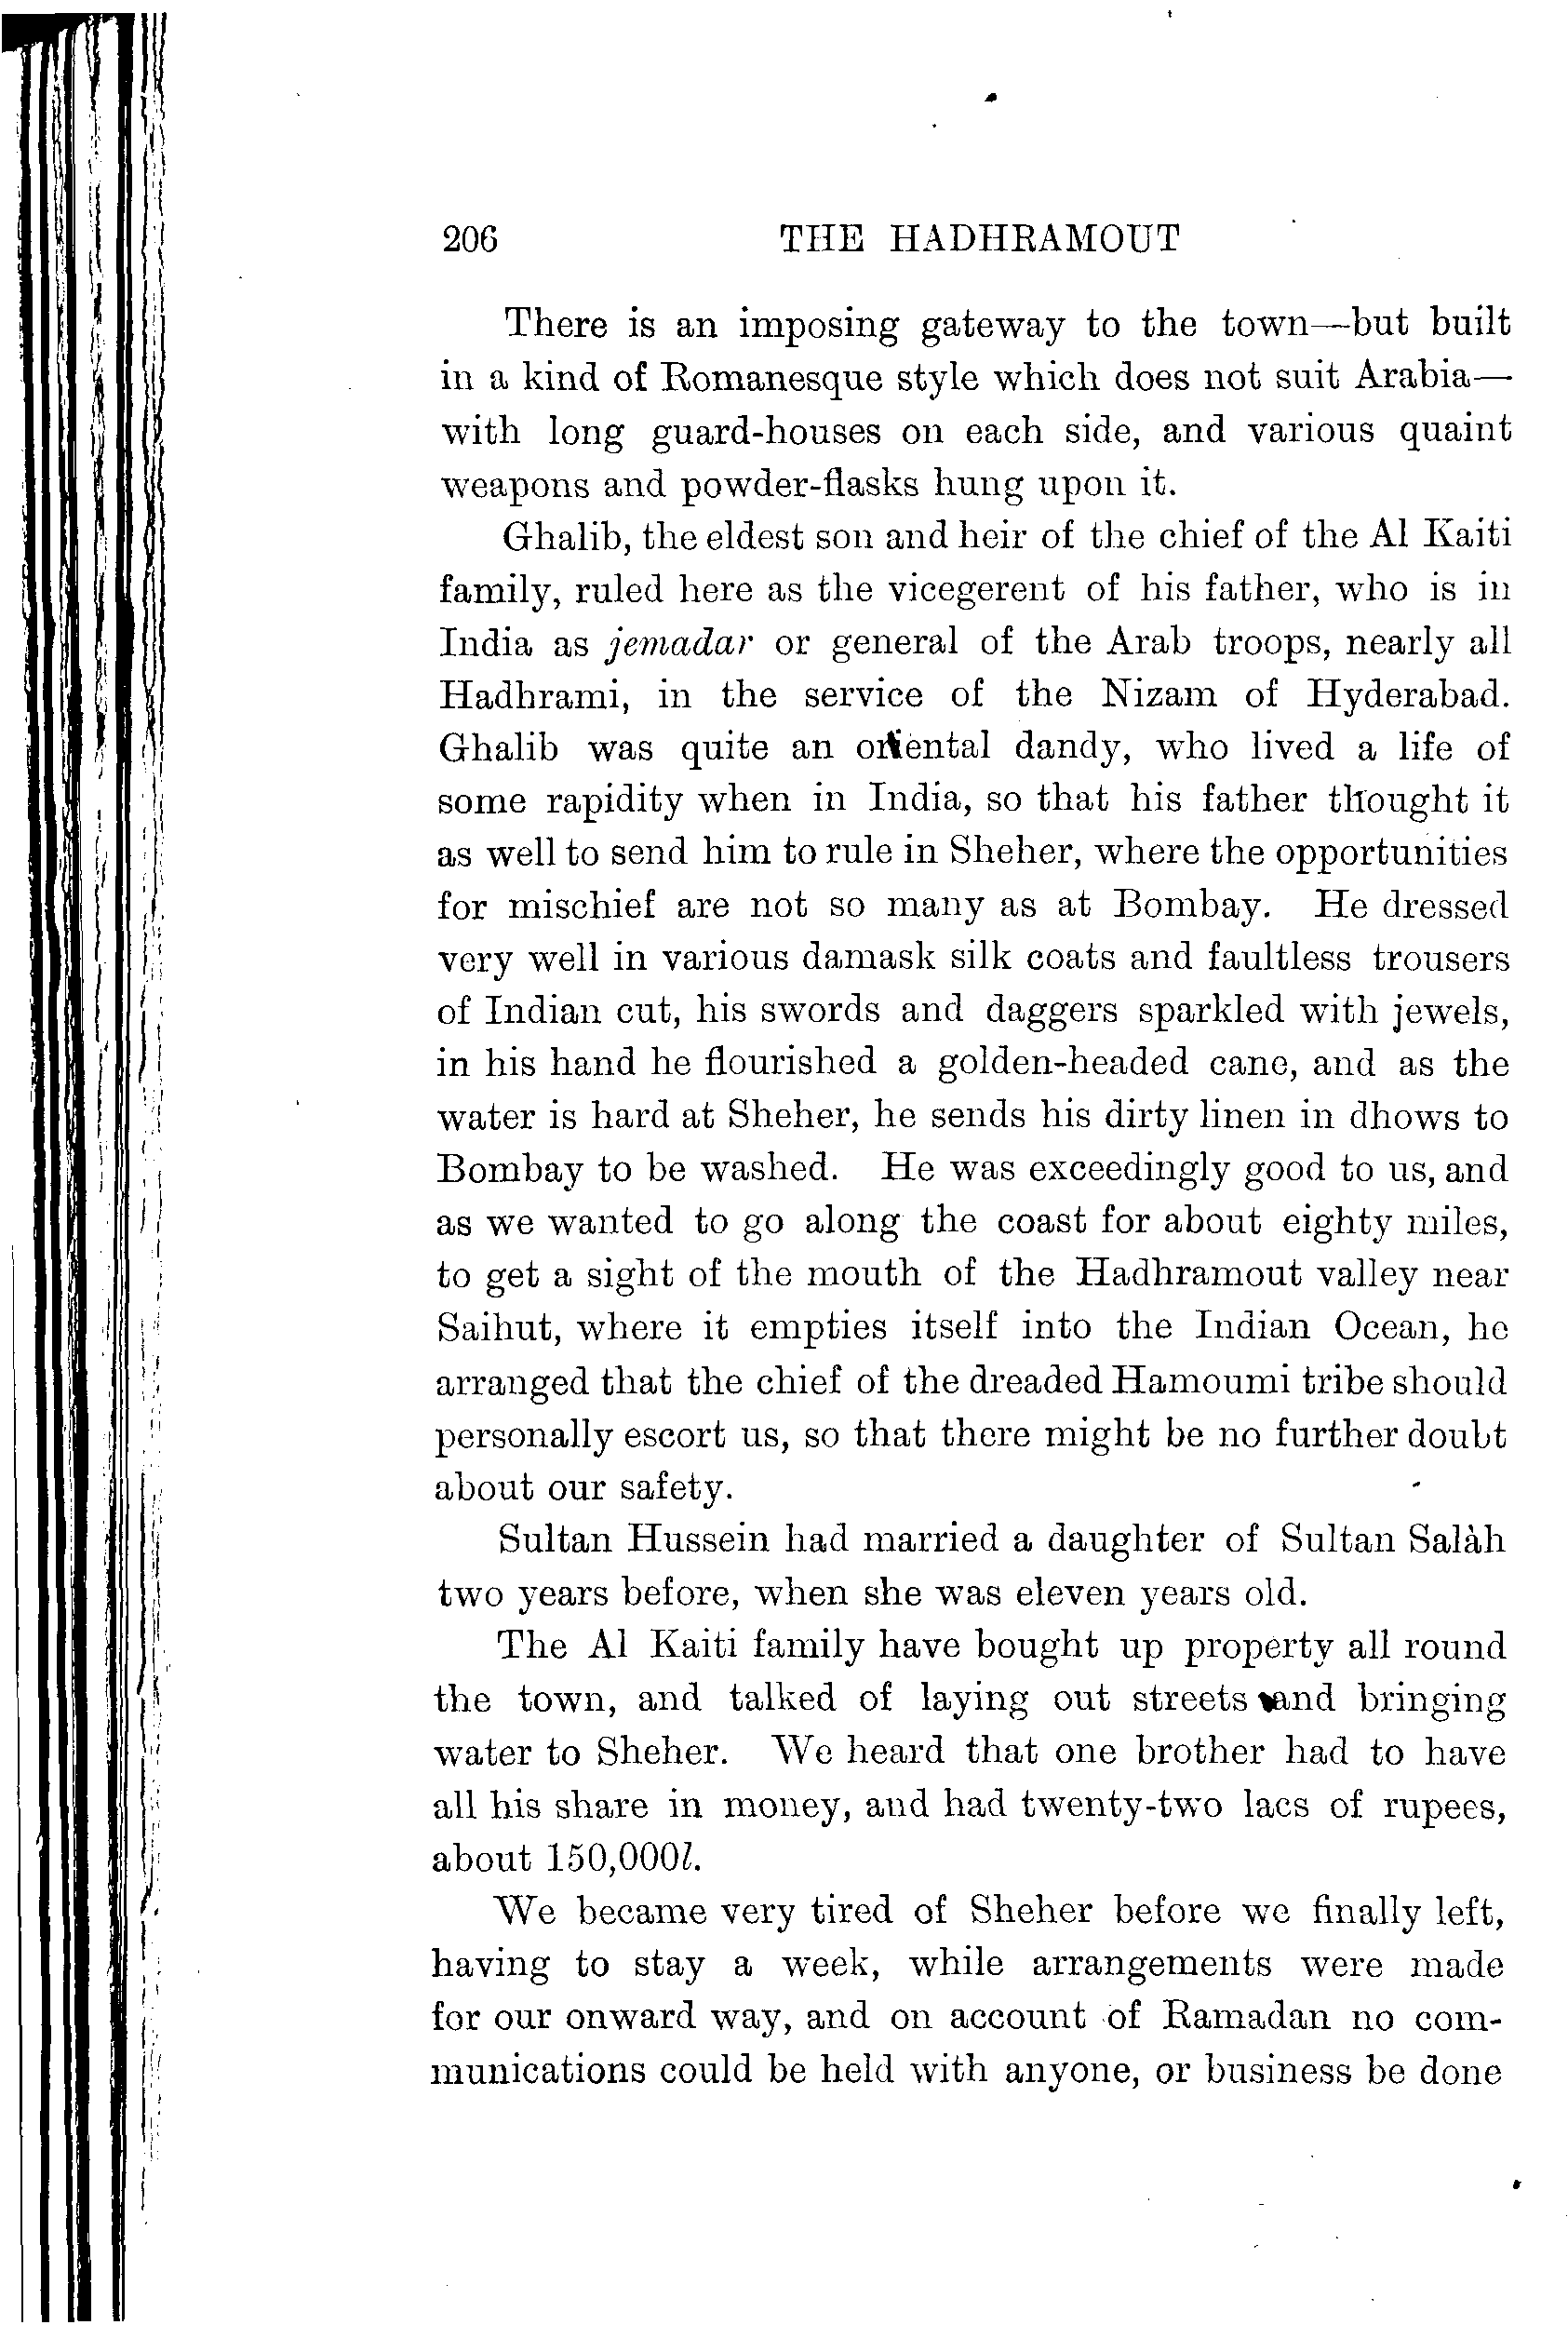 206 THE HADHRAMOUT
There is an imposing gateway to the town—but built
in a kind of Romanesque style which does not suit Arabia—
with long guard-houses on each side, and various quaint
weapons and powder-flasks hung upon it.
Ghalib, the eldest son and heir of the chief of the Al Kaiti
family, ruled here as the vicegerent of his father, who is in
India as jemadar or general of the Arab troops, nearly all
Hadhrami, in the service of the Nizam of Hyderabad.
Ghalib was quite an oriental dandy, who lived a life of
some rapidity when in India, so that his father thought it
as well to send him to rule in Sheher, where the opportunities
for mischief are not so many as at Bombay. He dressed
very well in various damask silk coats and faultless trousers
of Indian cut, his swords and daggers sparkled with jewels,
in his hand he flourished a golden-headed cane, and as the
water is hard at Sheher, he sends his dirty linen in dhows to
Bombay to be washed. He was exceedingly good to us, and
as we wanted to go along the coast for about eighty miles,
to get a sight of the mouth of the Hadhramout valley near
Saihut, where it empties itself into the Indian Ocean, he
arranged that the chief of the dreaded Hamoumi tribe should
personally escort us, so that there might be no further doubt
about our safety.
Sultan Hussein had married a daughter of Sultan Salàh
two years before, when she was eleven years old.
The Al Kaiti family have bought up property all round
the town, and talked of laying out streets and bringing
water to Sheher. We heard that one brother had to have
all his share in money, and had twenty-two lacs of rupees,
about 150,000l.
We became very tired of Sheher before we finally left,
having to stay a week, while arrangements were made
for our onward way, and on account of Ramadan no com-
munications could be held with anyone, or business be done